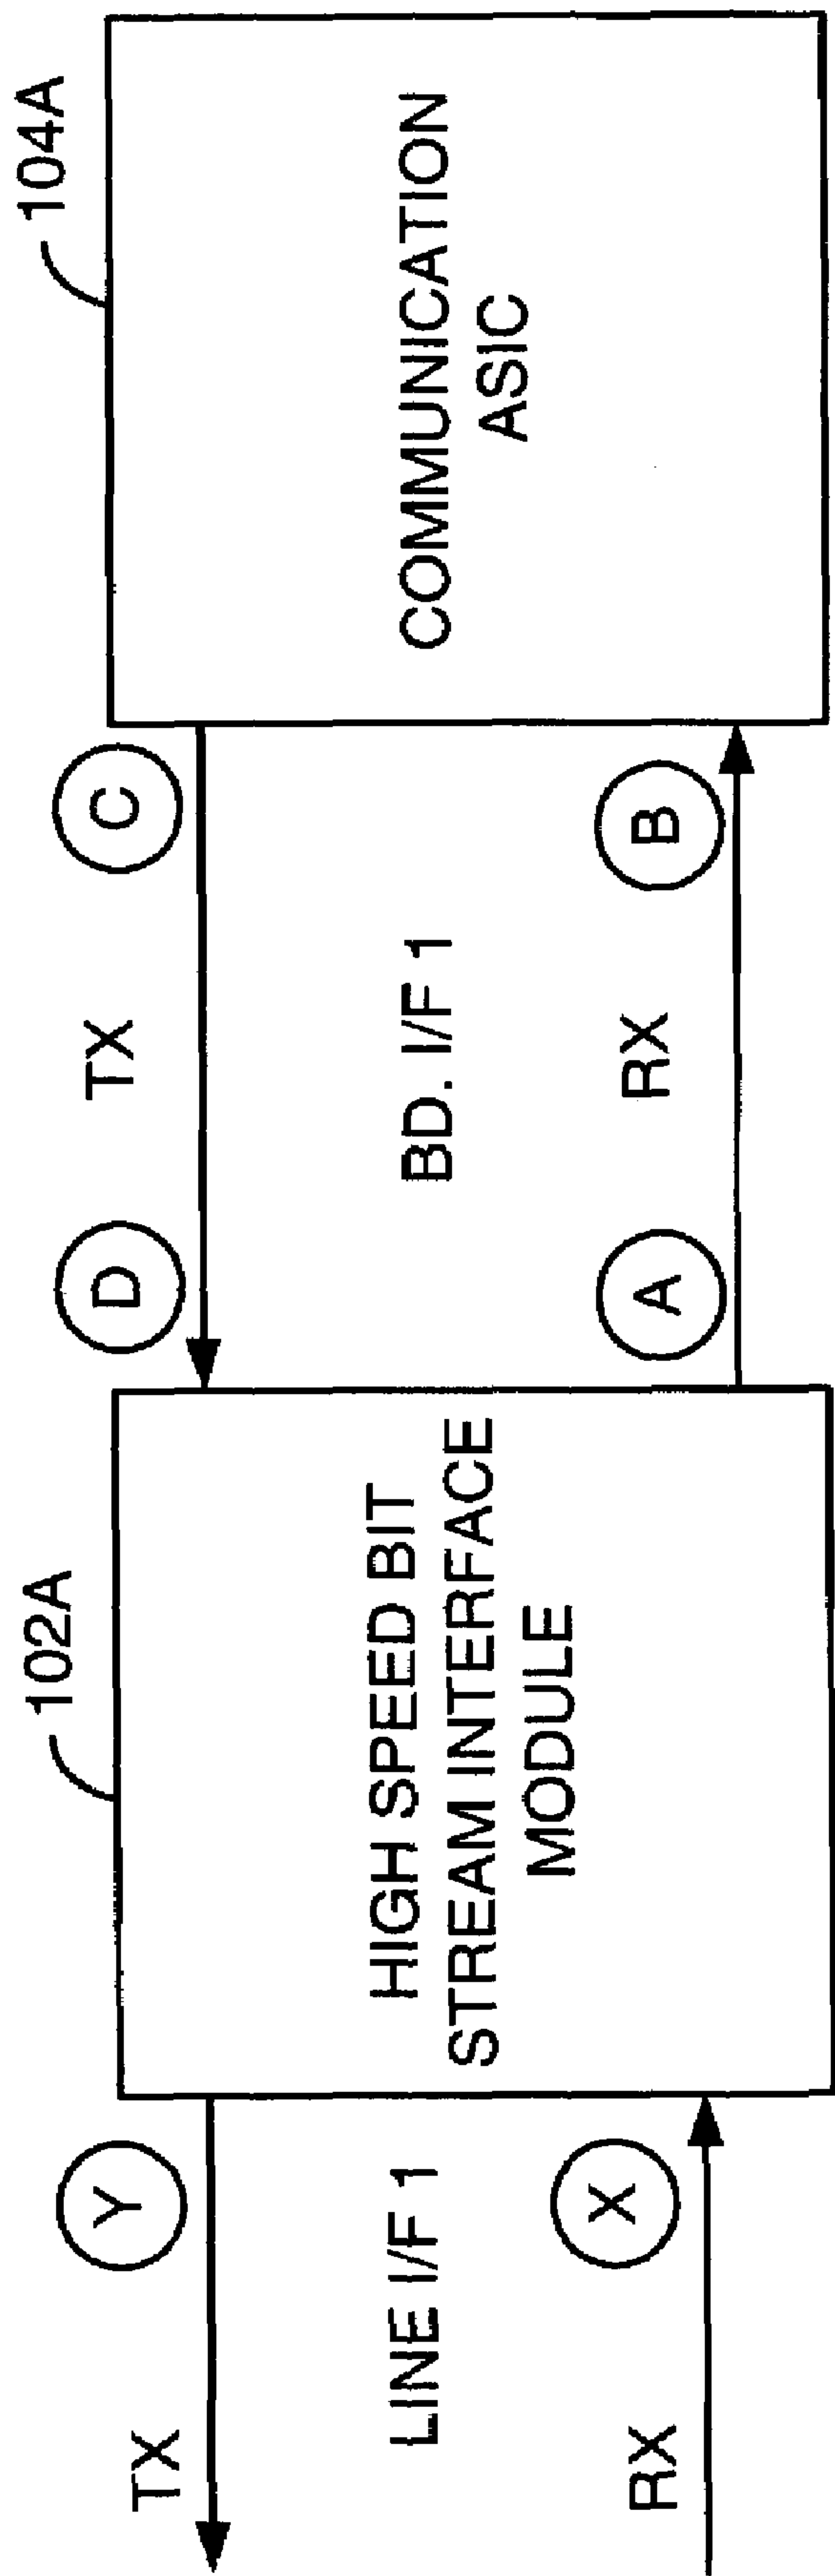 102A
104A
TX
Y
D
TX
C
LINE I/F 1
HIGH SPEED BIT
STREAM INTERFACE
MODULE
BD. I/F 1
COMMUNICATION
ASIC
RX
X
A
RX
B